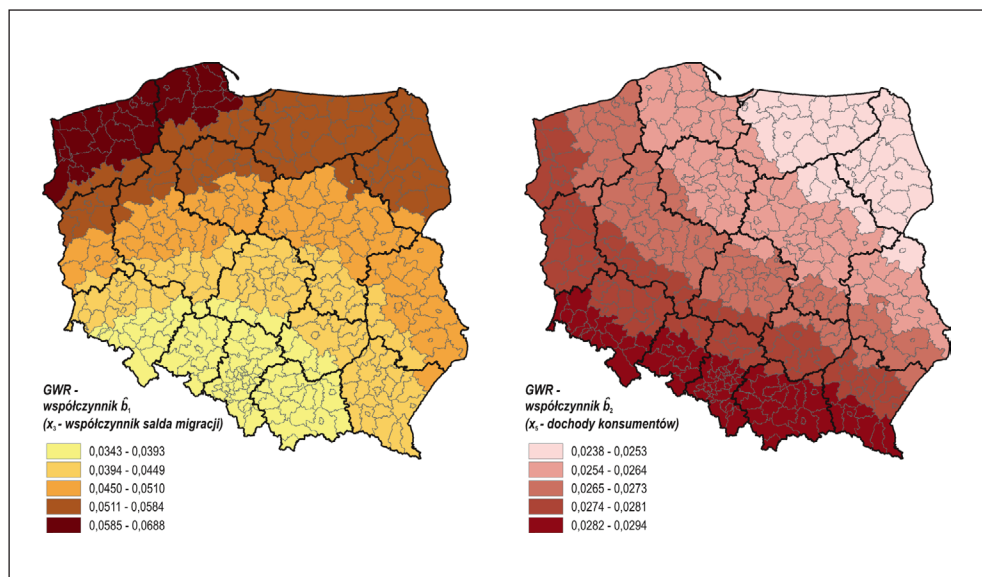 GWR -
współczynnik b̂₁
(x₃ - współczynnik salda migracji)
0,0343 - 0,0393
0,0394 - 0,0449
0,0450 - 0,0510
0,0511 - 0,0584
0,0585 - 0,0688
GWR -
współczynnik b̂₂
(x₅ - dochody konsumentów)
0,0238 - 0,0253
0,0254 - 0,0264
0,0265 - 0,0273
0,0274 - 0,0281
0,0282 - 0,0294